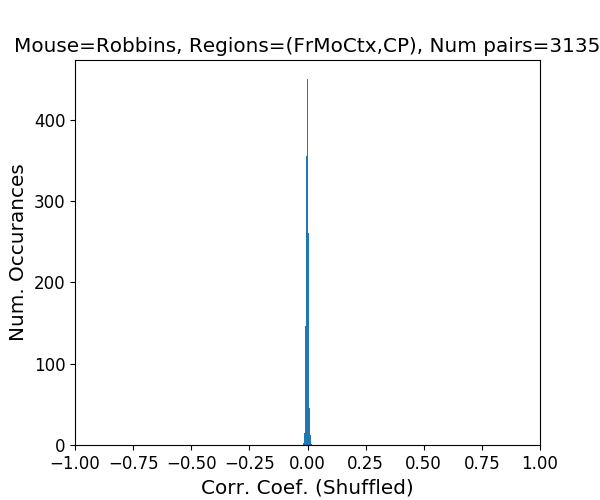 Mouse=Robbins, Regions=(FrMoCtx,CP), Num pairs=3135
Num. Occurances
400
300
200
100
0
−1.00 −0.75 −0.50 −0.25 0.00 0.25 0.50 0.75 1.00
Corr. Coef. (Shuffled)